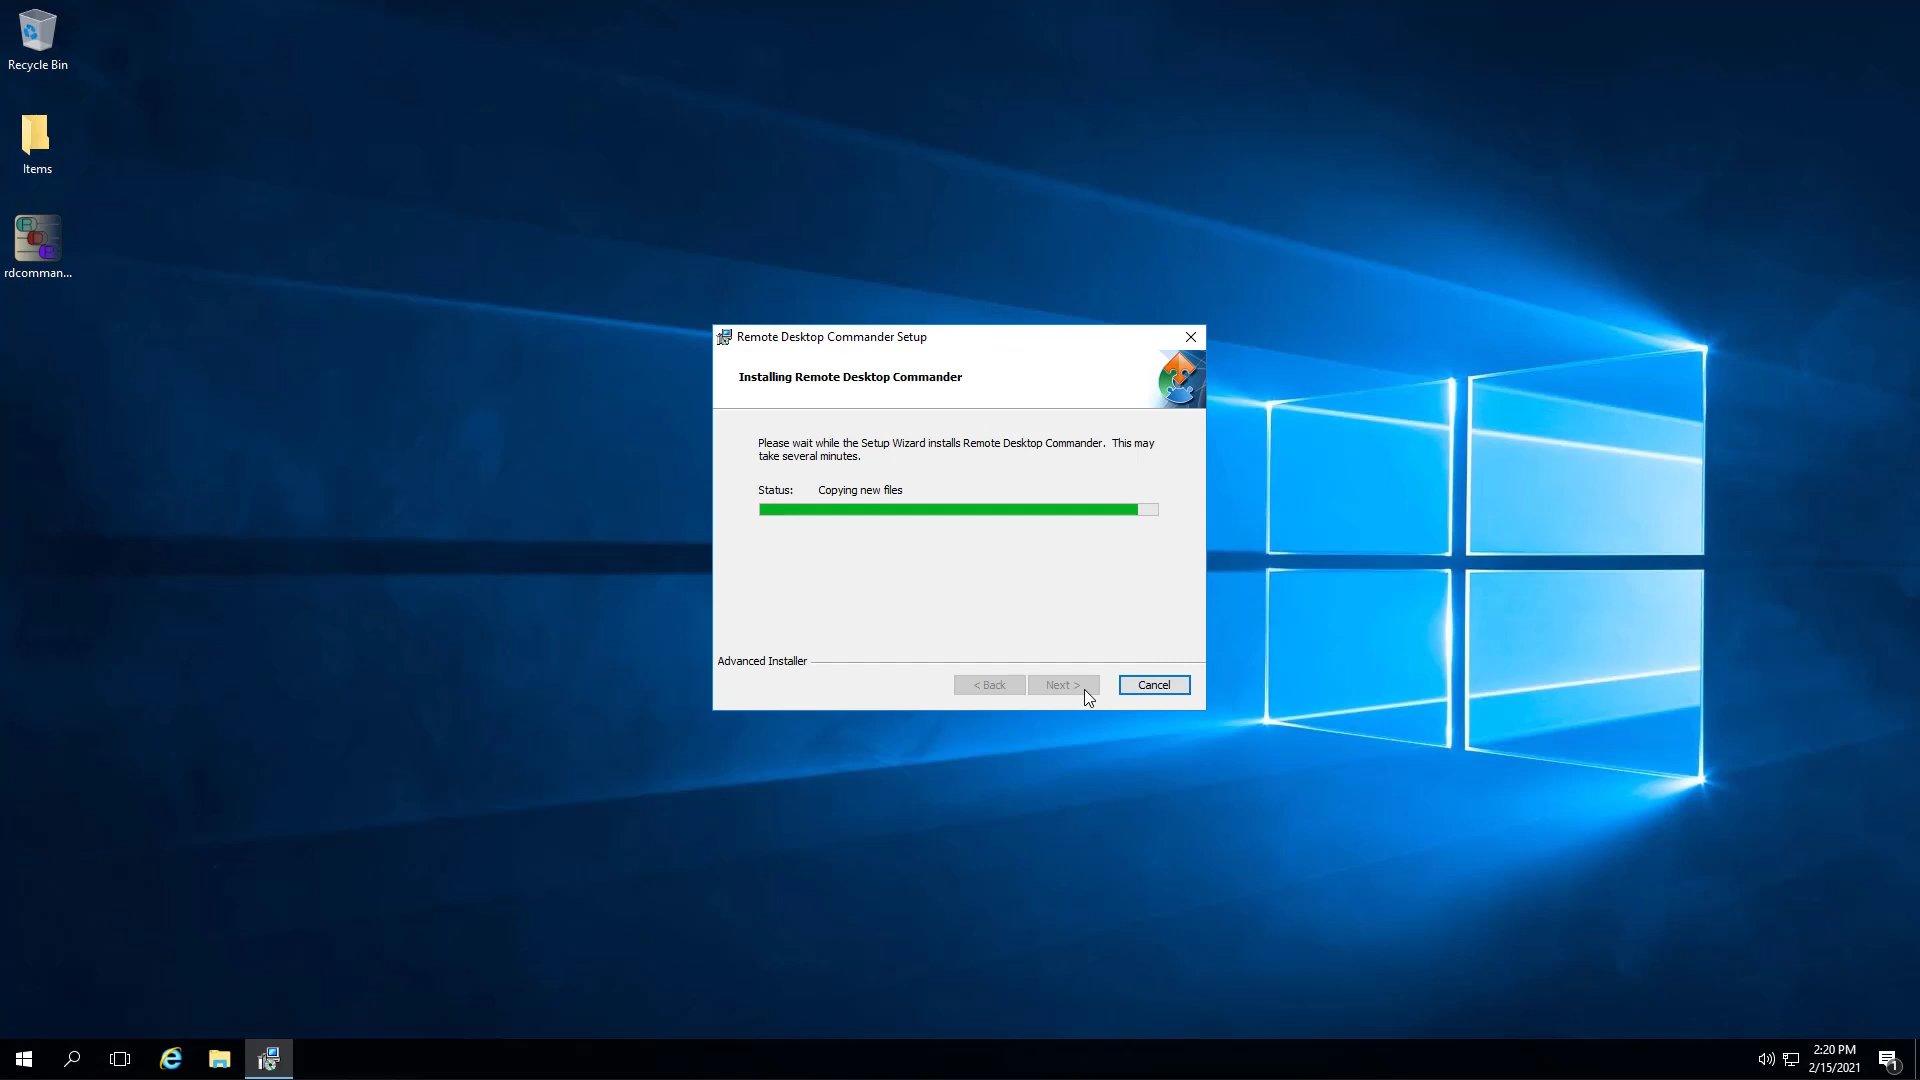 Recycle Bin
Items
rdcomman...
Remote Desktop Commander Setup
Installing Remote Desktop Commander
Please wait while the Setup Wizard installs Remote Desktop Commander. This may
take several minutes.
Status: Copying new files
Advanced Installer
< Back Next > Cancel
2:20 PM
2/15/2021
1